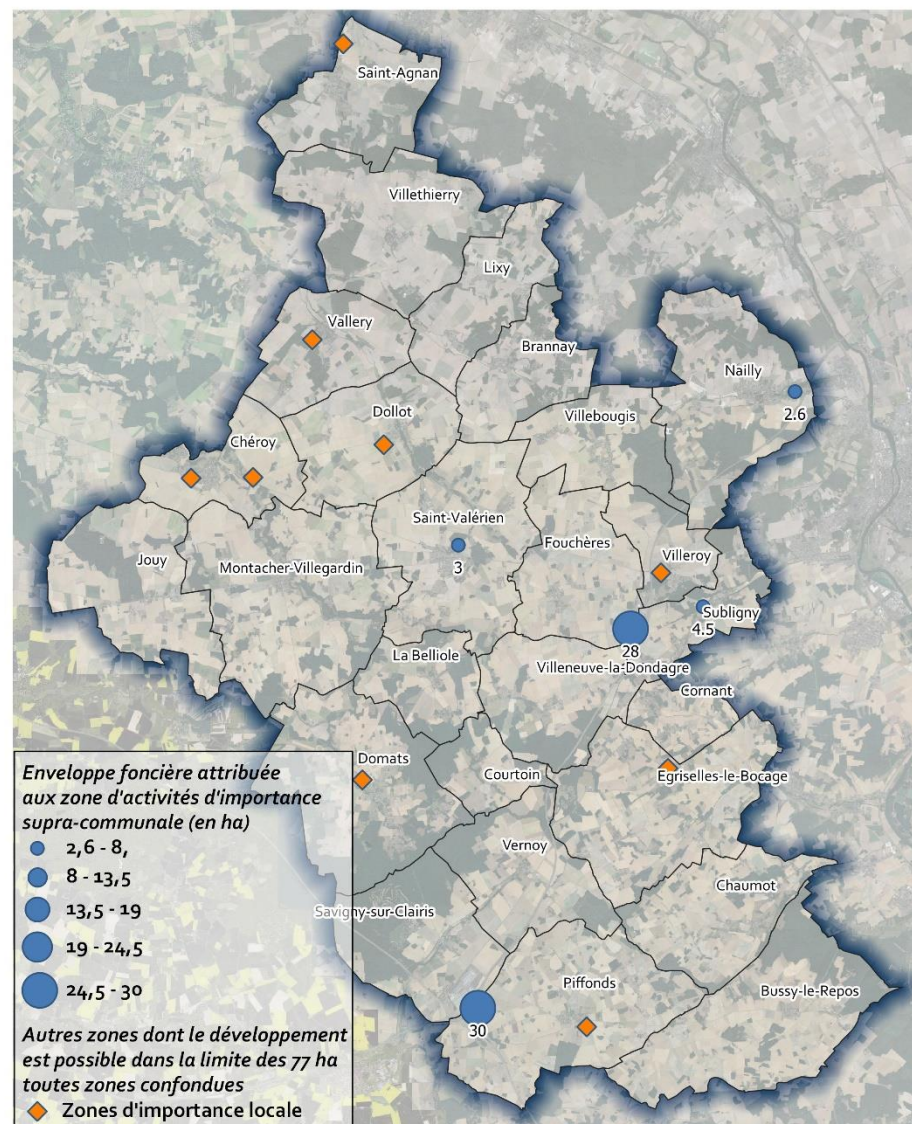 Saint-Agnan
Villethierry
Lixy
Vallery
Brannay
Nailly
2.6
Dollot
Villebougis
Chéroy
Saint-Valérien
3
Fouchères
Villeroy
Jouy
Montacher-Villegardin
Subligny
4.5
28
La Belliole
Villeneuve-la-Dondagre
Cornant
Domats
Courtoin
Egriselles-le-Bocage
Vernoy
Chaumot
Savigny-sur-Clairis
Piffonds
Bussy-le-Repos
30
Enveloppe foncière attribuée
aux zone d'activités d'importance
supra-communale (en ha)
2,6 - 8,
8 - 13,5
13,5 - 19
19 - 24,5
24,5 - 30
Autres zones dont le développement
est possible dans la limite des 77 ha
toutes zones confondues
Zones d'importance locale